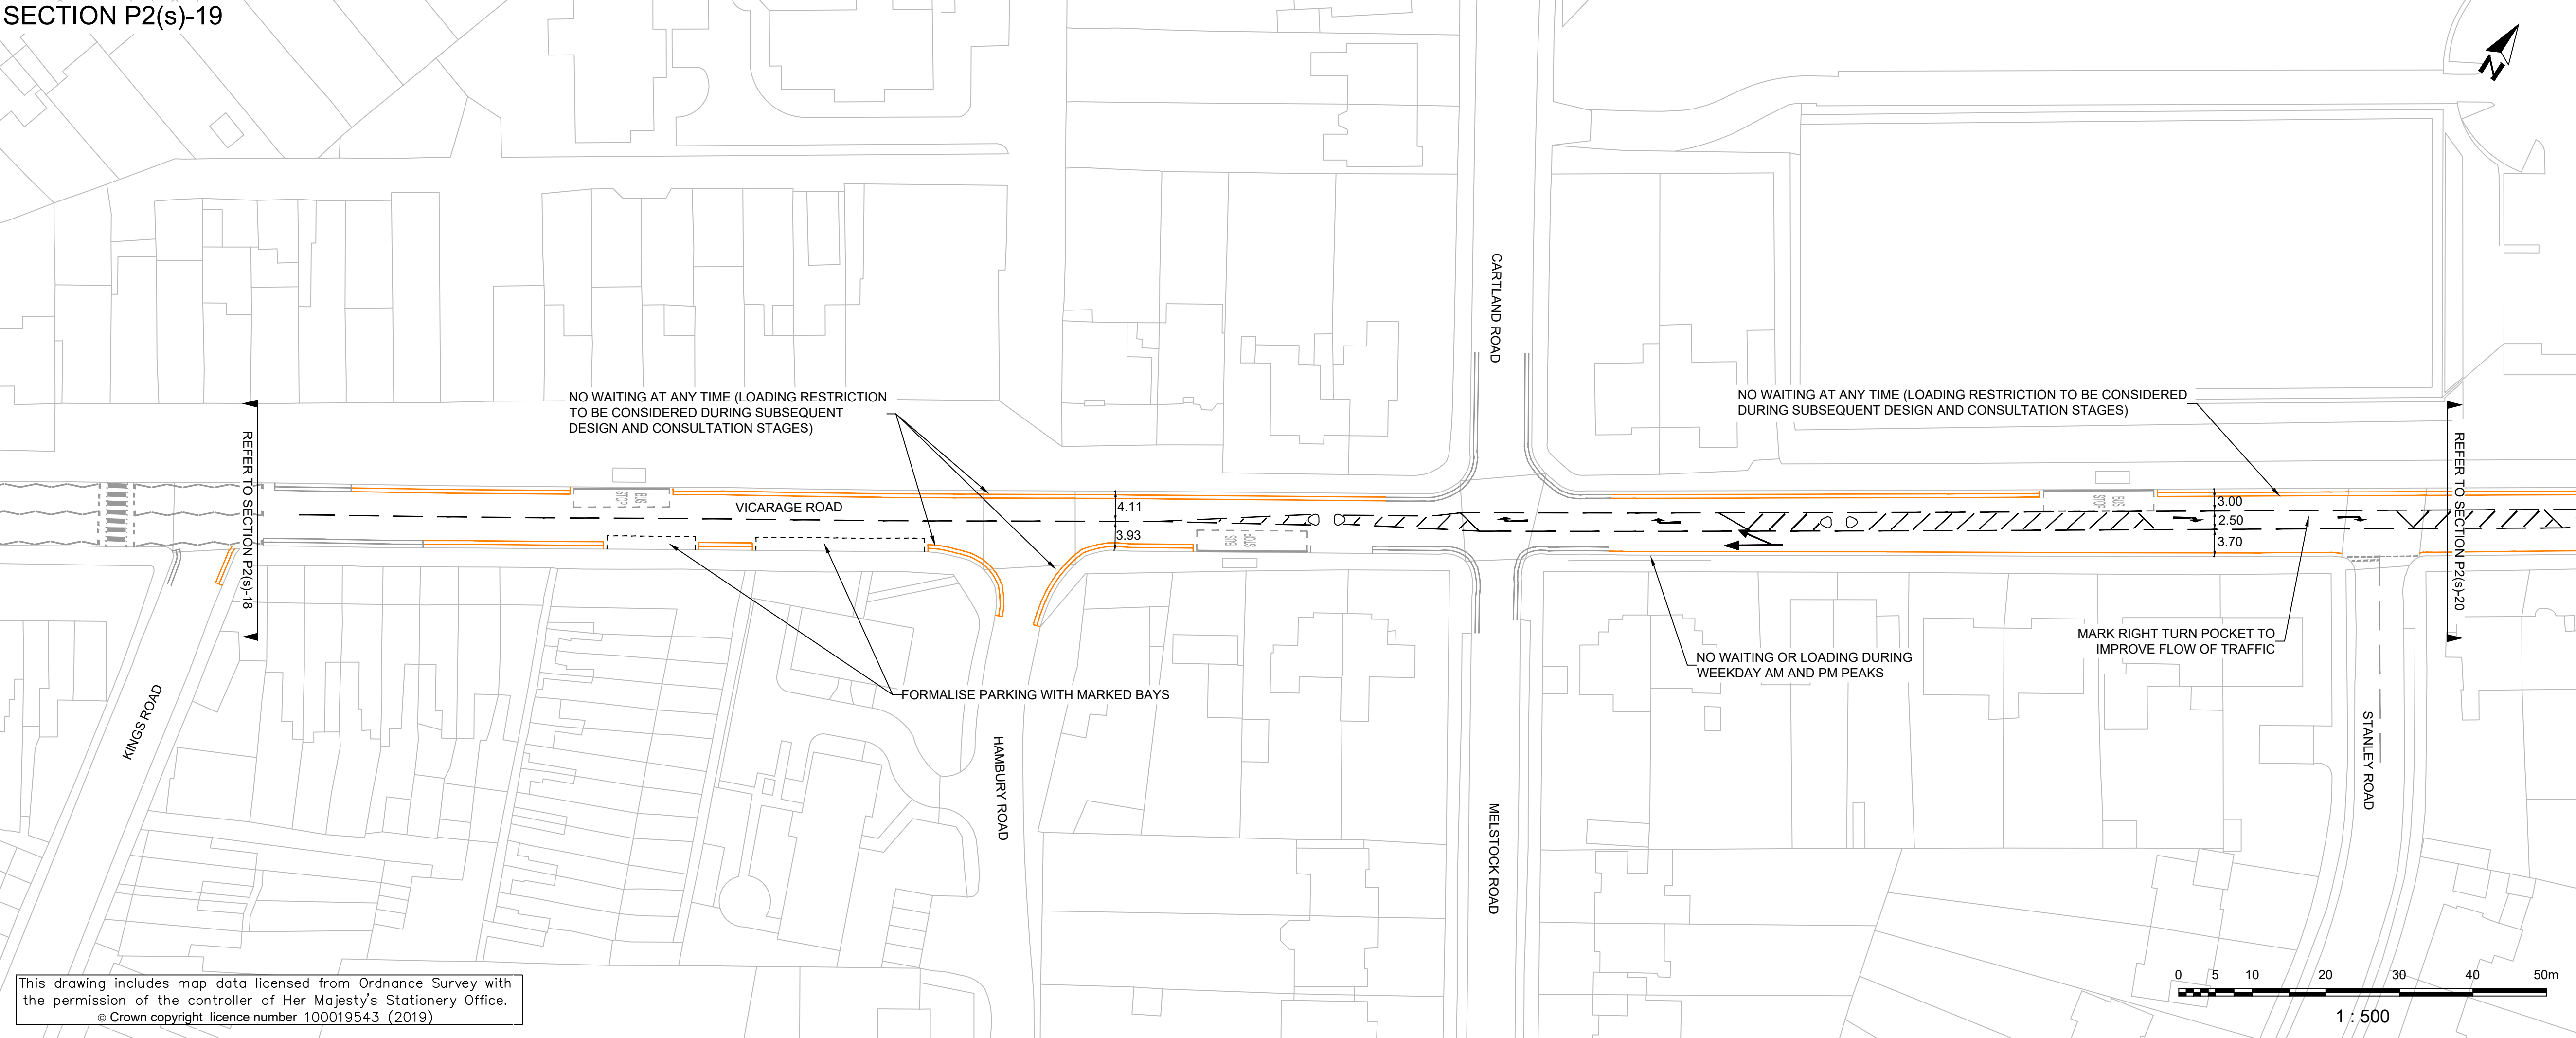 SECTION P2(s)-19
N
CARTLAND ROAD
NO WAITING AT ANY TIME (LOADING RESTRICTION
TO BE CONSIDERED DURING SUBSEQUENT
DESIGN AND CONSULTATION STAGES)
NO WAITING AT ANY TIME (LOADING RESTRICTION TO BE CONSIDERED
DURING SUBSEQUENT DESIGN AND CONSULTATION STAGES)
REFER TO SECTION P2(s)-18
REFER TO SECTION P2(s)-20
BUS
STOP
VICARAGE ROAD
4.11
3.93
BUS
STOP
BUS
STOP
3.00
2.50
3.70
MARK RIGHT TURN POCKET TO
IMPROVE FLOW OF TRAFFIC
NO WAITING OR LOADING DURING
WEEKDAY AM AND PM PEAKS
FORMALISE PARKING WITH MARKED BAYS
KINGS ROAD
HAMBURY ROAD
MELSTOCK ROAD
STANLEY ROAD
This drawing includes map data licensed from Ordnance Survey with
the permission of the controller of Her Majesty's Stationery Office.
© Crown copyright licence number 100019543 (2019)
0 5 10 20 30 40 50m
1 : 500